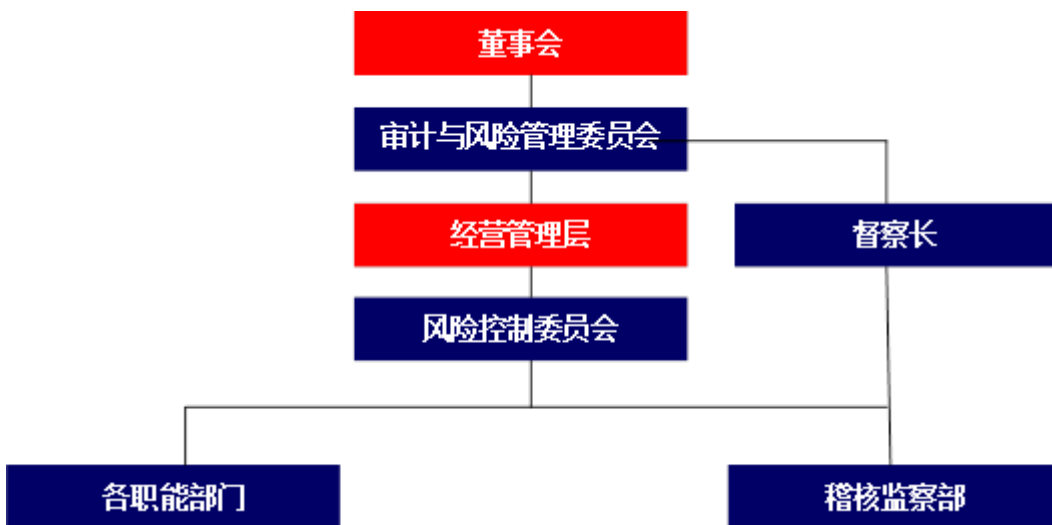 董事会
审计与风险管理委员会
经营管理层
督察长
风险控制委员会
各职能部门
稽核监察部